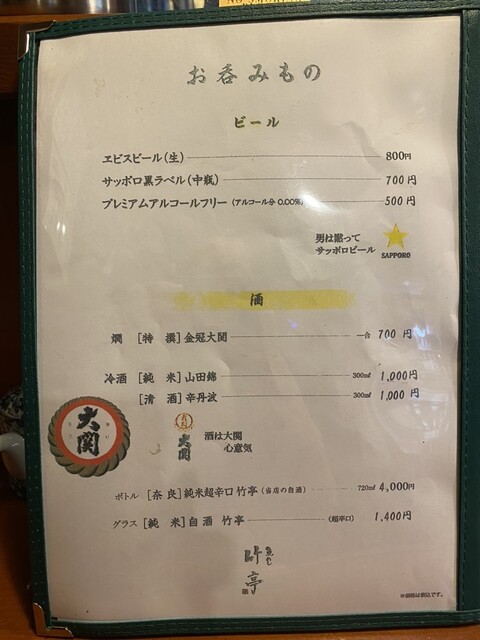 お呑みもの
ビール
ヱビスビール(生) 800円
サッポロ黒ラベル(中瓶) 700円
プレミアムアルコールフリー (アルコール分 0.00%) 500円
男は黙って
サッポロビール
SAPPORO
酒
燗 [特 撰] 金冠大関 一合 700円
冷酒 [純 米] 山田錦 300㎖ 1,000円
[清 酒] 辛丹波 300㎖ 1,000円
大関
大関
酒は大関
心意気
ボトル [奈 良] 純米超辛口 竹亭 (当店の自酒) 720㎖ 4,000円
グラス [純 米] 自酒 竹亭 (超辛口) 1,400円
竹亭
※価格は税込です。